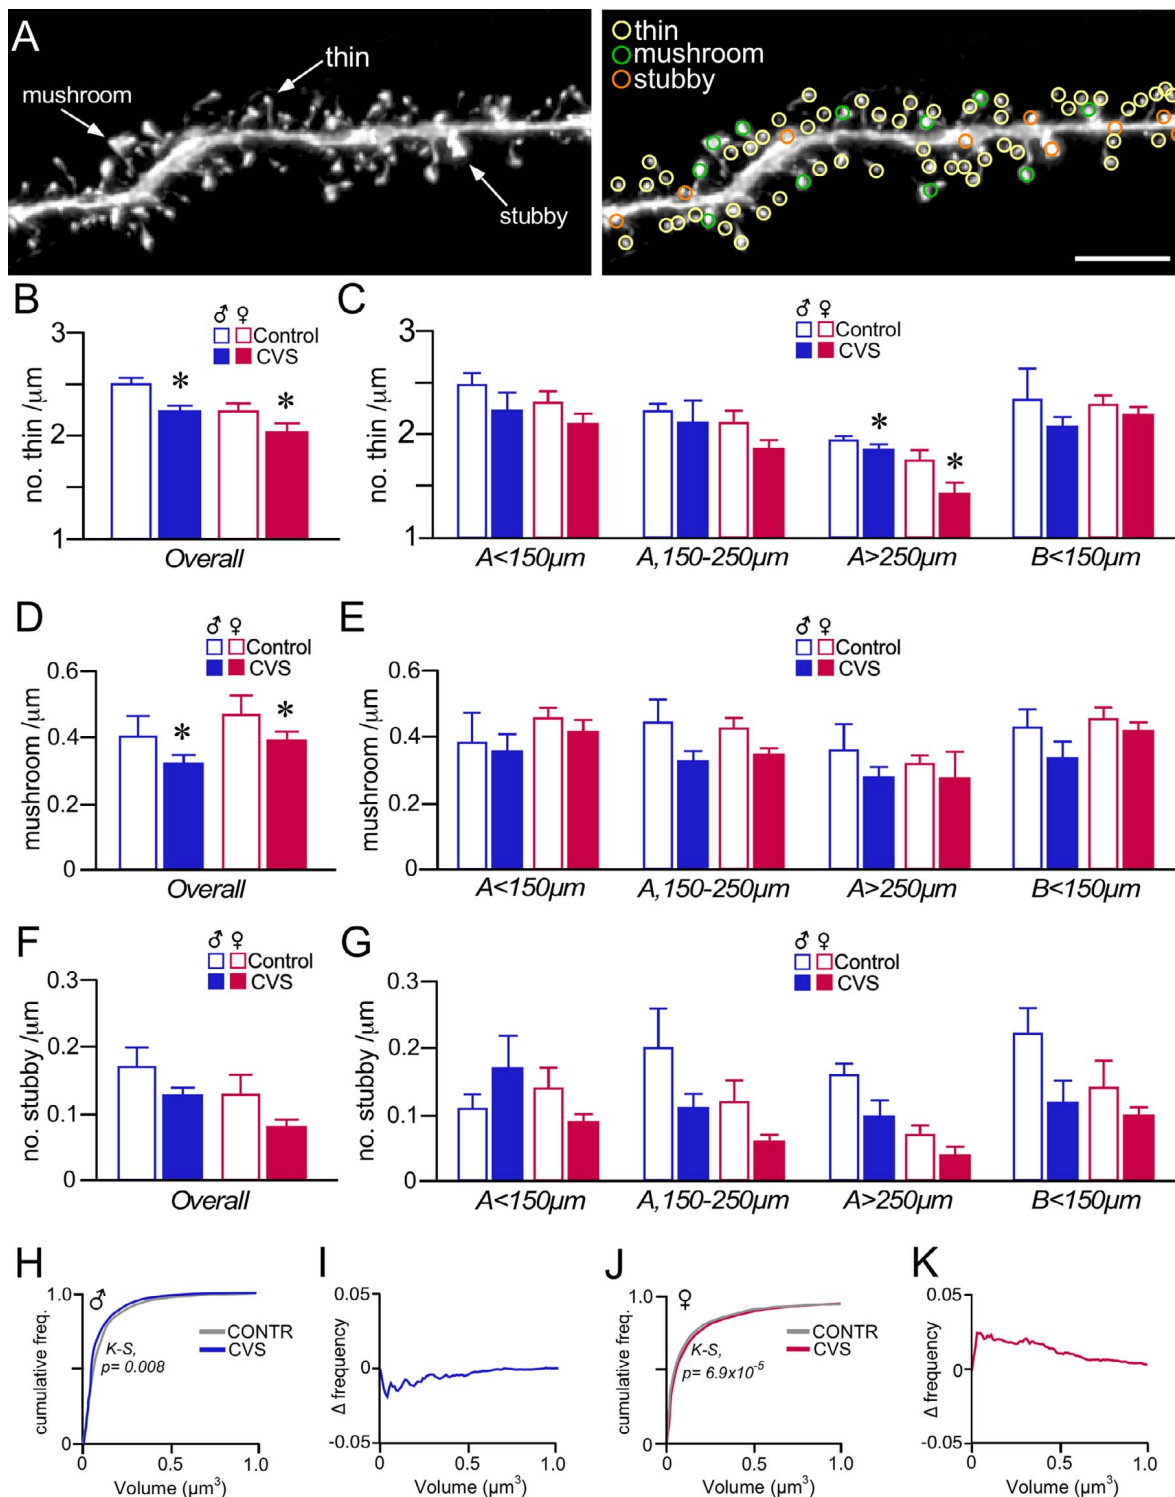 A
thin
mushroom
stubby
thin
mushroom
stubby
B
♂ ♀
Control
CVS
3
2
1
no. thin /μm
Overall
*
*
C
♂ ♀
Control
CVS
3
2
1
no. thin /μm
*
*
A<150μm
A,150-250μm
A>250μm
B<150μm
D
♂ ♀
Control
CVS
0.6
0.4
0.2
0
mushroom /μm
*
*
Overall
E
♂ ♀
Control
CVS
0.6
0.4
0.2
0
mushroom /μm
A<150μm
A,150-250μm
A>250μm
B<150μm
F
♂ ♀
Control
CVS
0.3
0.2
0.1
0
no. stubby /μm
Overall
G
♂ ♀
Control
CVS
0.3
0.2
0.1
0
no. stubby /μm
A<150μm
A,150-250μm
A>250μm
B<150μm
H
♂
1.0
0.5
0
cumulative freq.
K-S,
p= 0.008
CONTR
CVS
0 0.5 1.0
Volume (μm³)
I
0.05
0
-0.05
Δ frequency
0 0.5 1.0
Volume (μm³)
J
♀
1.0
0.5
0
cumulative freq.
CONTR
CVS
K-S,
p= 6.9x10⁻⁵
0 0.5 1.0
Volume (μm³)
K
0.05
0
-0.05
Δ frequency
0 0.5 1.0
Volume (μm³)